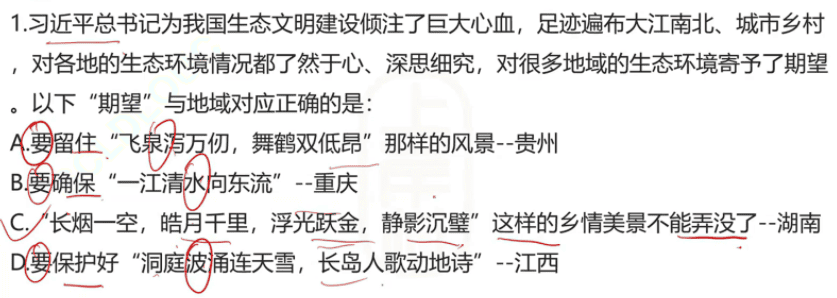 1.习近平总书记为我国生态文明建设倾注了巨大心血，足迹遍布大江南北、城市乡村
，对各地的生态环境情况都了然于心、深思细究，对很多地域的生态环境寄予了期望
。以下“期望”与地域对应正确的是：
A.要留住“飞泉泻万仞，舞鹤双低昂”那样的风景--贵州
B.要确保“一江清水向东流”--重庆
C.“长烟一空，皓月千里，浮光跃金，静影沉璧”这样的乡情美景不能弄没了--湖南
D.要保护好“洞庭波涌连天雪，长岛人歌动地诗”--江西